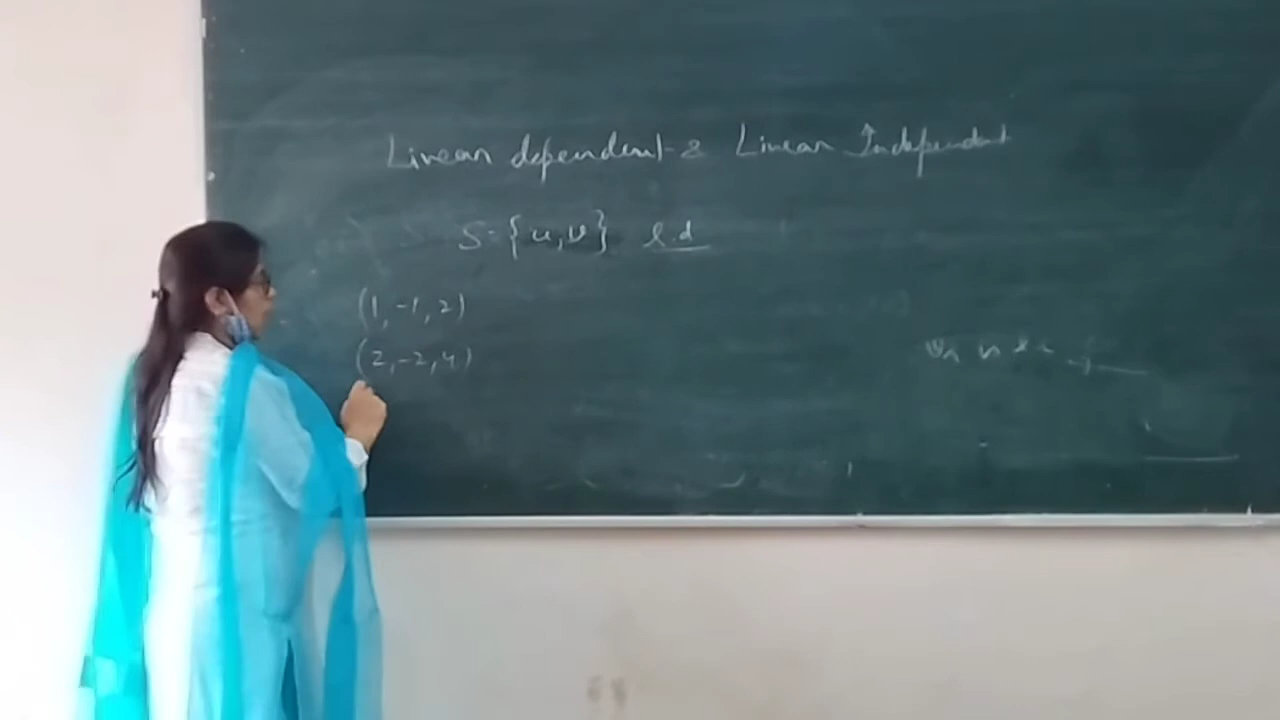 Linear dependent & Linear Independent
S = {u, v} l.d
(1, -1, 2)
(2, -2, 4)